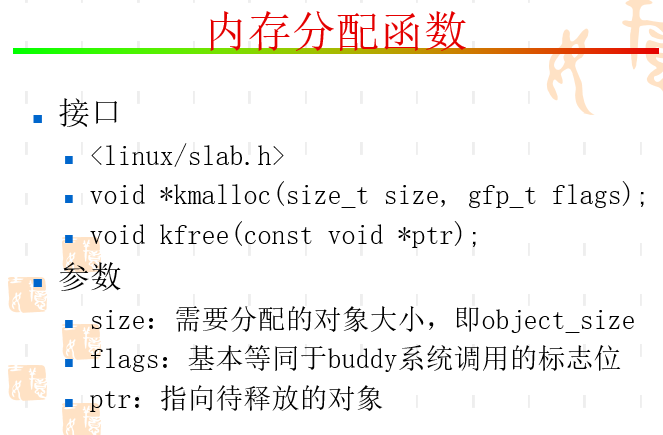 内存分配函数
接口
<linux/slab.h>
void *kmalloc(size_t size, gfp_t flags);
void kfree(const void *ptr);
参数
size：需要分配的对象大小，即object_size
flags：基本等同于buddy系统调用的标志位
ptr：指向待释放的对象